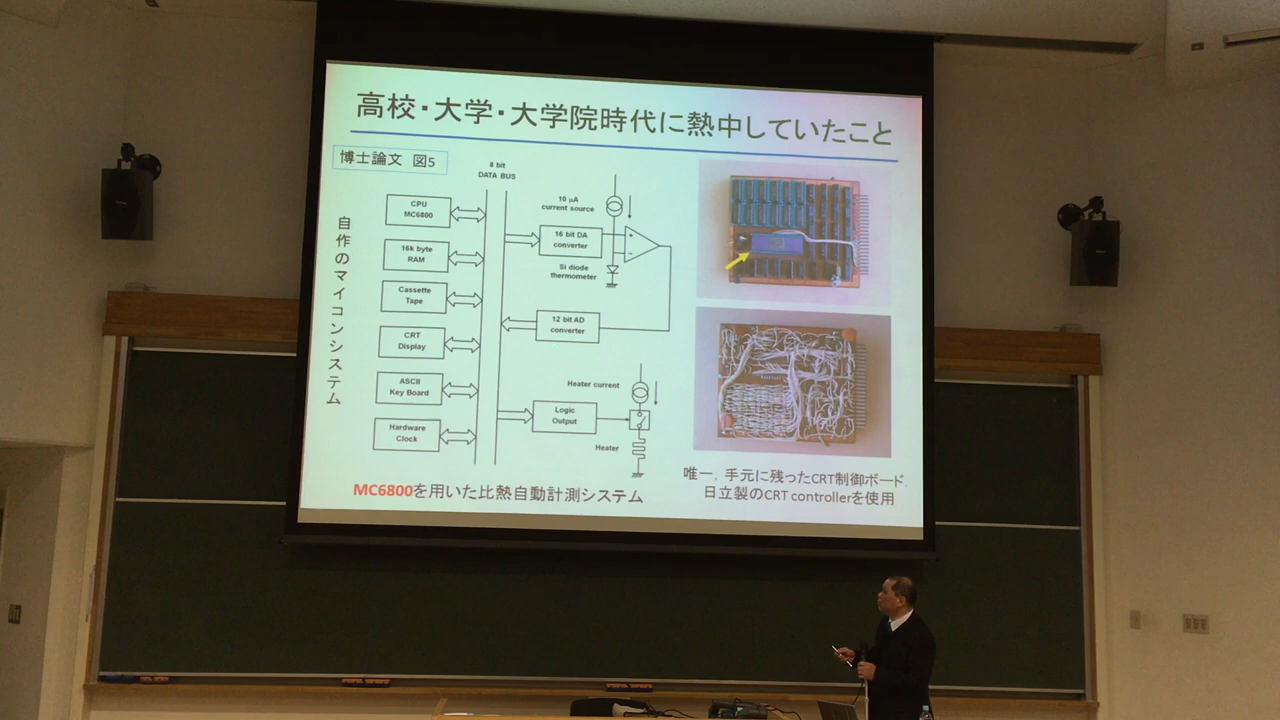 高校・大学・大学院時代に熱中していたこと
博士論文 図5
自作のマイコンシステム
8 bit
DATA BUS
CPU
MC6800
16k byte
RAM
Cassette
Tape
CRT
Display
ASCII
Key Board
Hardware
Clock
10 μA
current source
16 bit DA
converter
+
−
Si diode
thermometer
12 bit AD
converter
Heater current
Logic
Output
Heater
MC6800を用いた比熱自動計測システム
唯一，手元に残ったCRT制御ボード．
日立製のCRT controllerを使用